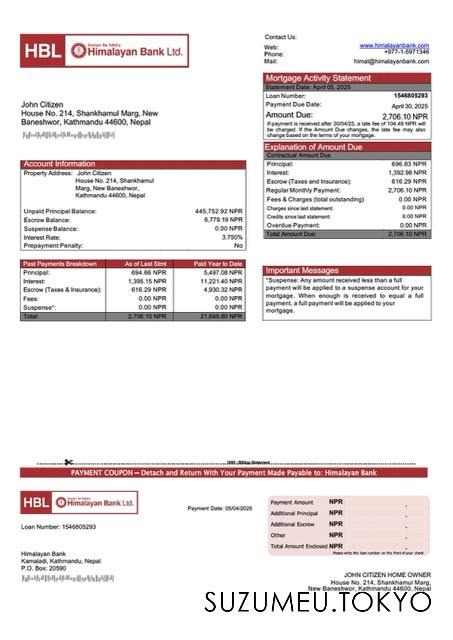 HBL
Himalayan Bank Ltd.
Contact Us:
Web: www.himalayanbank.com
Phone: +977-1-5971346
Mail: himal@himalayanbank.com
Mortgage Activity Statement
Statement Date: April 05, 2025
Loan Number: 1546805293
Payment Due Date: April 30, 2025
Amount Due: 2,706.10 NPR
If payment is received after 30/04/25, a late fee of 104.49 NPR will
be charged. If the Amount Due changes, the late fee may also
change based on the terms of your mortgage.
John Citizen
House No. 214, Shankhamul Marg, New
Baneshwor, Kathmandu 44600, Nepal
Explanation of Amount Due
Contractual Amount Due
Principal: 696.83 NPR
Interest: 1,392.98 NPR
Escrow (Taxes and Insurance): 616.29 NPR
Regular Monthly Payment: 2,706.10 NPR
Fees & Charges (total outstanding) 0.00 NPR
Charges since last statement: 0.00 NPR
Credits since last statement: 0.00 NPR
Overdue Payment: 0.00 NPR
Total Amount Due: 2,706.10 NPR
Account Information
Property Address: John Citizen
House No. 214, Shankhamul
Marg, New Baneshwor,
Kathmandu 44600, Nepal
Unpaid Principal Balance: 445,752.92 NPR
Escrow Balance: 6,779.19 NPR
Suspense Balance: 0.00 NPR
Interest Rate: 3.750%
Prepayment Penalty: No
Past Payments Breakdown As of Last Stmt Paid Year to Date
Principal: 694.66 NPR 5,497.08 NPR
Interest: 1,395.15 NPR 11,221.40 NPR
Escrow (Taxes & Insurance): 616.29 NPR 4,930.32 NPR
Fees: 0.00 NPR 0.00 NPR
Suspense*: 0.00 NPR 0.00 NPR
Total: 2,706.10 NPR 21,648.80 NPR
Important Messages
*Suspense: Any amount received less than a full
payment will be applied to a suspense account for your
mortgage. When enough is received to equal a full
payment, a full payment will be applied to your
mortgage.
Billing Statement
PAYMENT COUPON – Detach and Return With Your Payment Made Payable to: Himalayan Bank
HBL
Himalayan Bank Ltd.
Payment Date: 05/04/2025
Loan Number: 1546805293
Payment Amount NPR
Additional Principal NPR
Additional Escrow NPR
Other NPR
Total Amount Enclosed NPR
Please write the loan number on the front of your check
Himalayan Bank
Kamaladi, Kathmandu, Nepal
P.O. Box: 20590
JOHN CITIZEN HOME OWNER
House No. 214, Shankhamul Marg,
New Baneshwor, Kathmandu 44600, Nepal
SUZUMEU.TOKYO